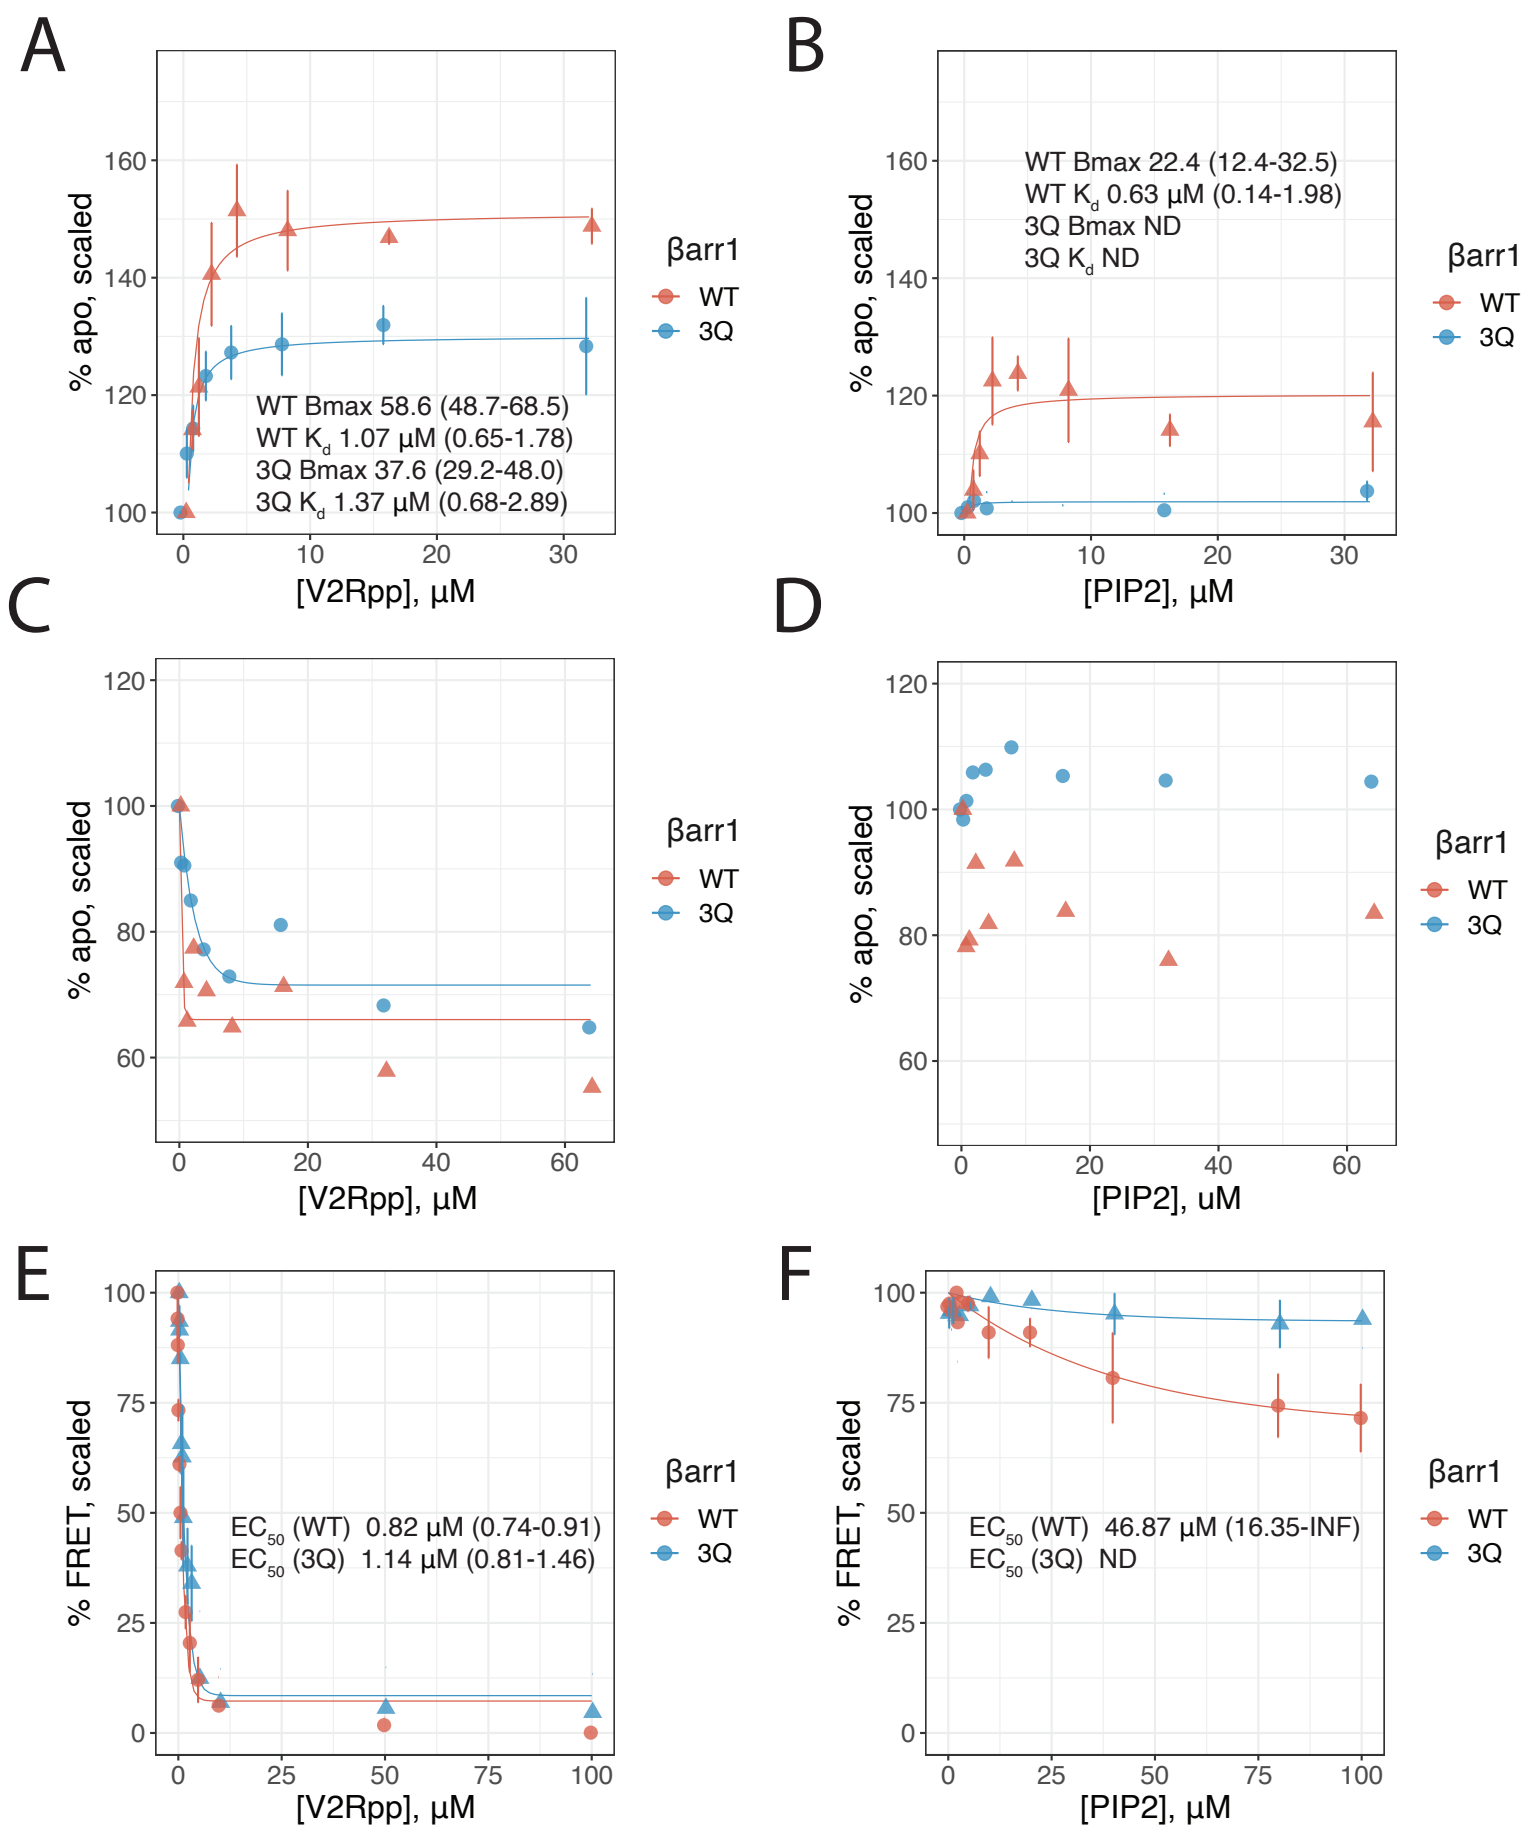 A
160
140
120
100
% apo, scaled
WT Bmax 58.6 (48.7-68.5)
WT Kd 1.07 µM (0.65-1.78)
3Q Bmax 37.6 (29.2-48.0)
3Q Kd 1.37 µM (0.68-2.89)
0 10 20 30
[V2Rpp], µM
βarr1
WT
3Q
B
160
140
120
100
% apo, scaled
WT Bmax 22.4 (12.4-32.5)
WT Kd 0.63 µM (0.14-1.98)
3Q Bmax ND
3Q Kd ND
0 10 20 30
[PIP2], µM
βarr1
WT
3Q
C
120
100
80
60
% apo, scaled
0 20 40 60
[V2Rpp], µM
βarr1
WT
3Q
D
120
100
80
60
% apo, scaled
0 20 40 60
[PIP2], uM
βarr1
WT
3Q
E
100
75
50
25
0
% FRET, scaled
EC50 (WT) 0.82 µM (0.74-0.91)
EC50 (3Q) 1.14 µM (0.81-1.46)
0 25 50 75 100
[V2Rpp], µM
βarr1
WT
3Q
F
100
75
50
25
0
% FRET, scaled
EC50 (WT) 46.87 µM (16.35-INF)
EC50 (3Q) ND
0 25 50 75 100
[PIP2], µM
βarr1
WT
3Q